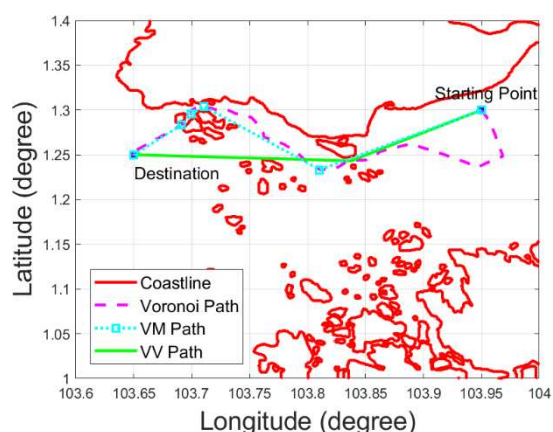 1.4
1.35
1.3
1.25
1.2
1.15
1.1
1.05
1
Latitude (degree)
Starting Point
Destination
Coastline
Voronoi Path
VM Path
VV Path
103.6
103.65
103.7
103.75
103.8
103.85
103.9
103.95
104
Longitude (degree)